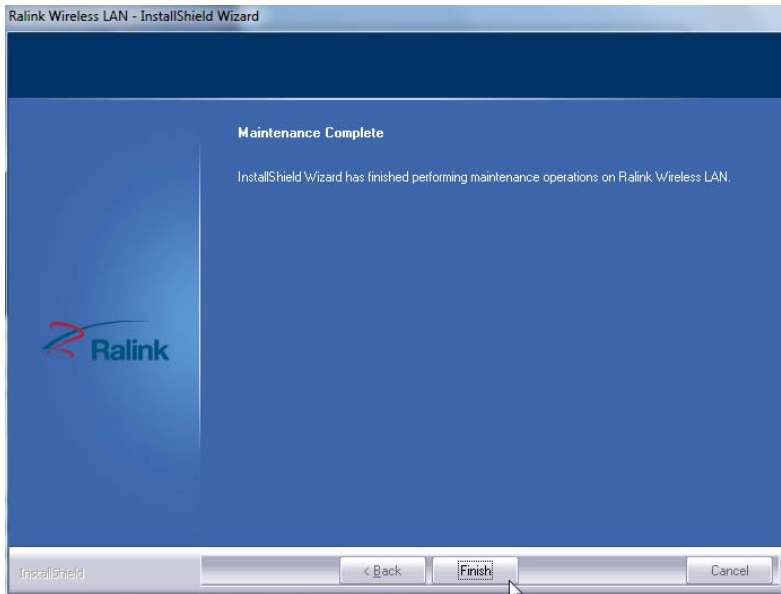 Ralink Wireless LAN - InstallShield Wizard
Maintenance Complete
InstallShield Wizard has finished performing maintenance operations on Ralink Wireless LAN.
Ralink
InstallShield
< Back
Finish
Cancel